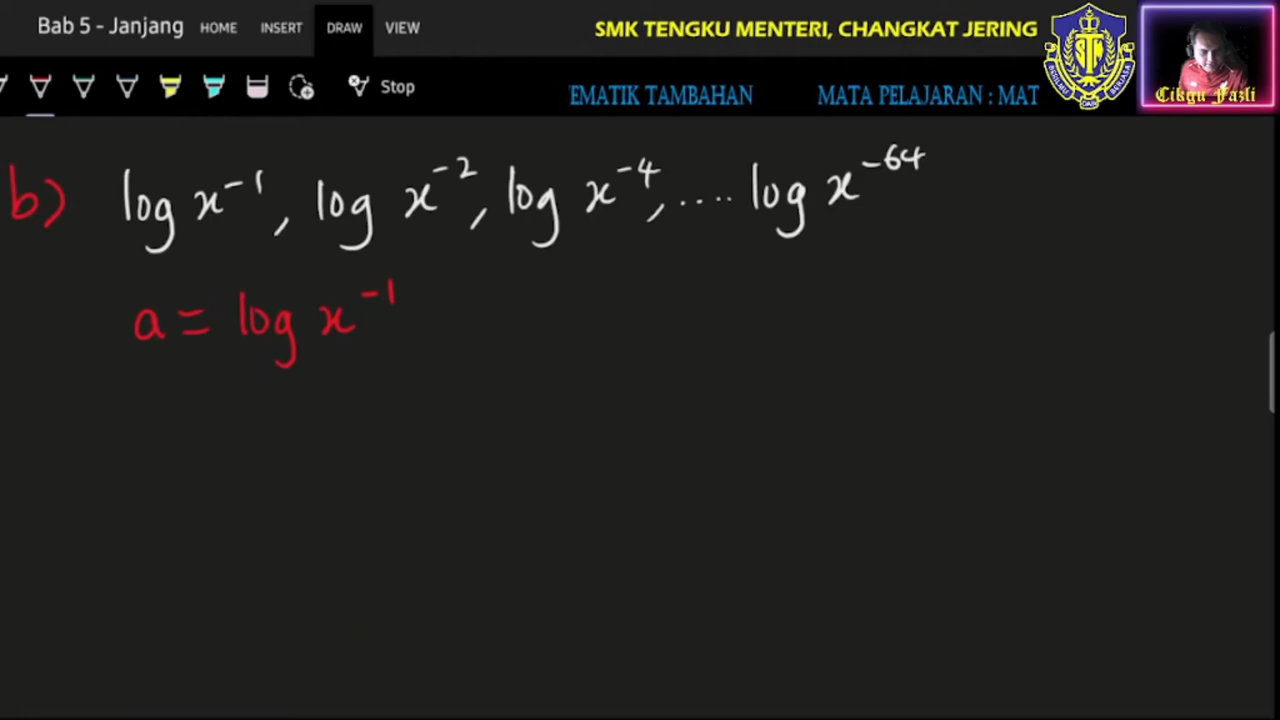 Bab 5 - Janjang HOME INSERT DRAW VIEW
SMK TENGKU MENTERI, CHANGKAT JERING
Stop
EMATIK TAMBAHAN MATA PELAJARAN : MAT
Cikgu Fazli
b) log x⁻¹, log x⁻², log x⁻⁴, .... log x⁻⁶⁴
a = log x⁻¹